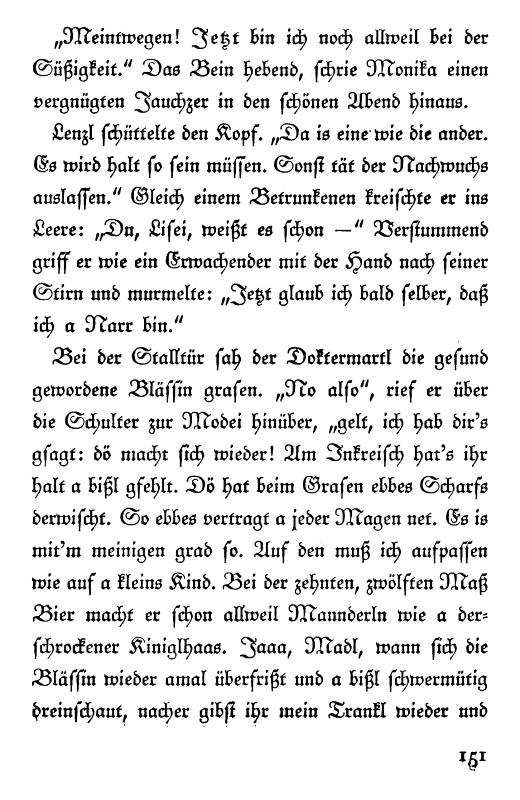 „Meintwegen! Jetzt bin ich noch allweil bei der
Süßigkeit.“ Das Bein hebend, schrie Monika einen
vergnügten Jauchzer in den schönen Abend hinaus.
Lenzl schüttelte den Kopf. „Da is eine wie die ander.
Es wird halt so sein müssen. Sonst tät der Nachwuchs
auslassen.“ Gleich einem Betrunkenen kreischte er ins
Leere: „Du, Lisei, weißt es schon —“ Verstummend
griff er wie ein Erwachender mit der Hand nach seiner
Stirn und murmelte: „Jetzt glaub ich bald selber, daß
ich a Narr bin.“
Bei der Stalltür sah der Doktermartl die gesund
gewordene Blässin grasen. „No also“, rief er über
die Schulter zur Modei hinüber, „gelt, ich hab dir's
gsagt: dö macht sich wieder! Am Inkreisch hat's ihr
halt a bißl gfehlt. Dö hat beim Grasen ebbes Scharfs
derwischt. So ebbes vertragt a jeder Magen net. Es is
mit'm meinigen grad so. Auf den muß ich aufpassen
wie auf a kleins Kind. Bei der zehnten, zwölften Maß
Bier macht er schon allweil Mannderln wie a der-
schrockener Kiniglhaas. Jaaa, Madl, wann sich die
Blässin wieder amal überfrißt und a bißl schwermütig
dreinschaut, nacher gibst ihr mein Trankl wieder und
151